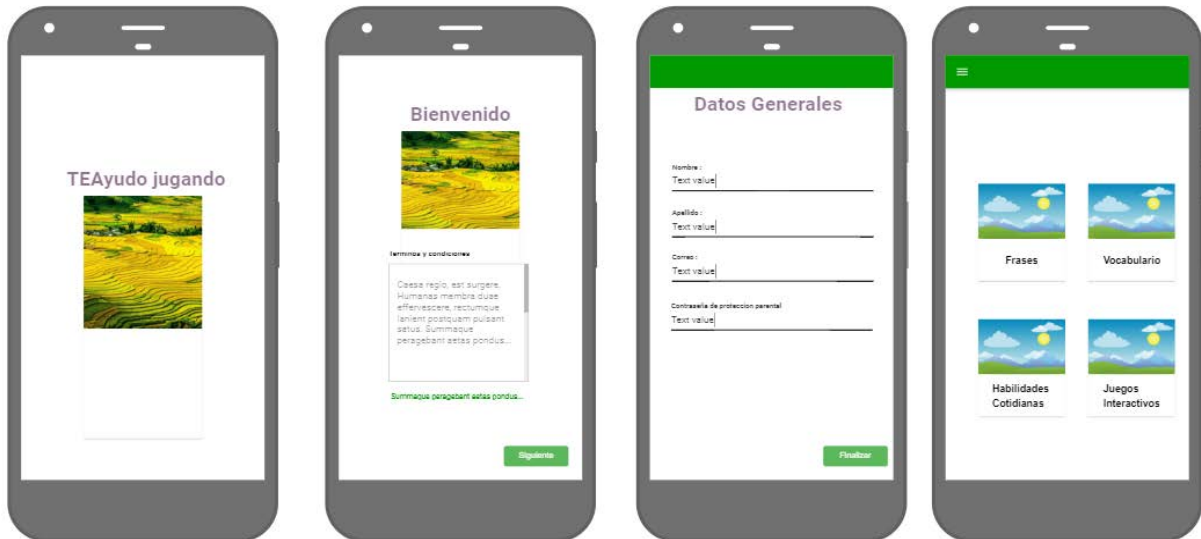 TEAyudo jugando
Bienvenido
Terminos y condiciones
Caesa regio, est surgere,
Humanas membra duae
effervescere, rectumque
lanient postquam pulsant
setus. Summaque
peragebant aetas pondus...
Summaque peragebant aetas pondus...
Siguiente
Datos Generales
Nombre :
Text value
Apellido :
Text value
Correo :
Text value
Contraseña de proteccion parental
Text value
Finalizar
Frases
Vocabulario
Habilidades
Cotidianas
Juegos
Interactivos